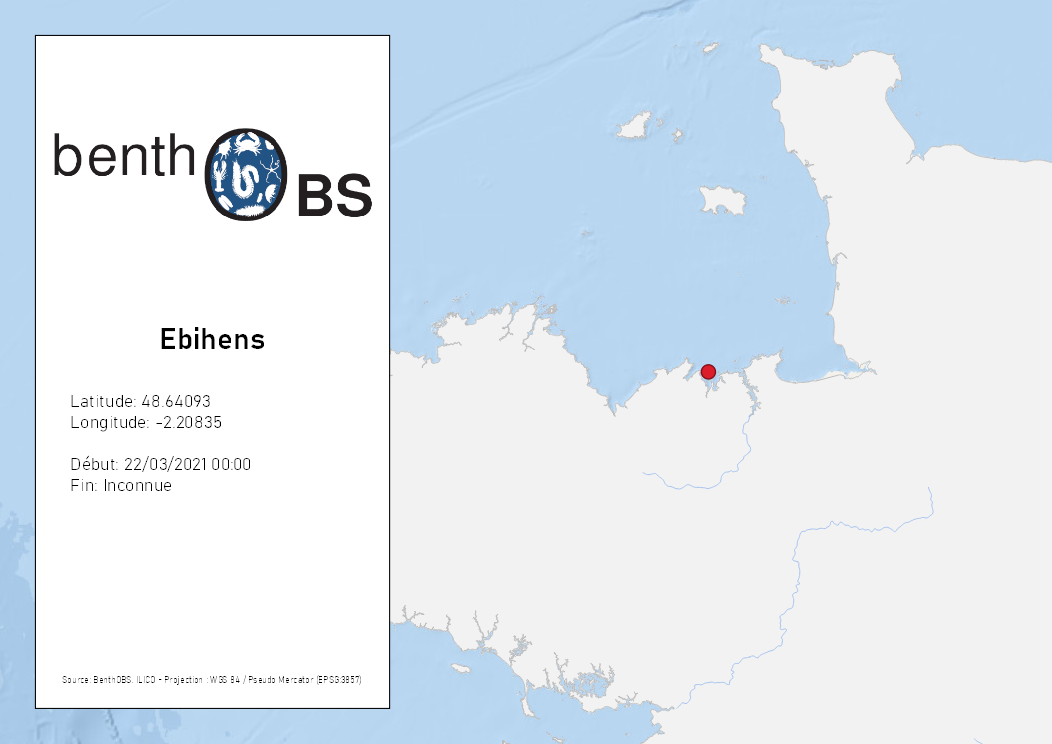 benthOBS
Ebihens
Latitude: 48.64093
Longitude: -2.20835
Début: 22/03/2021 00:00
Fin: Inconnue
Source: BenthOBS, ILICO - Projection : WGS 84 / Pseudo Mercator (EPSG:3857)